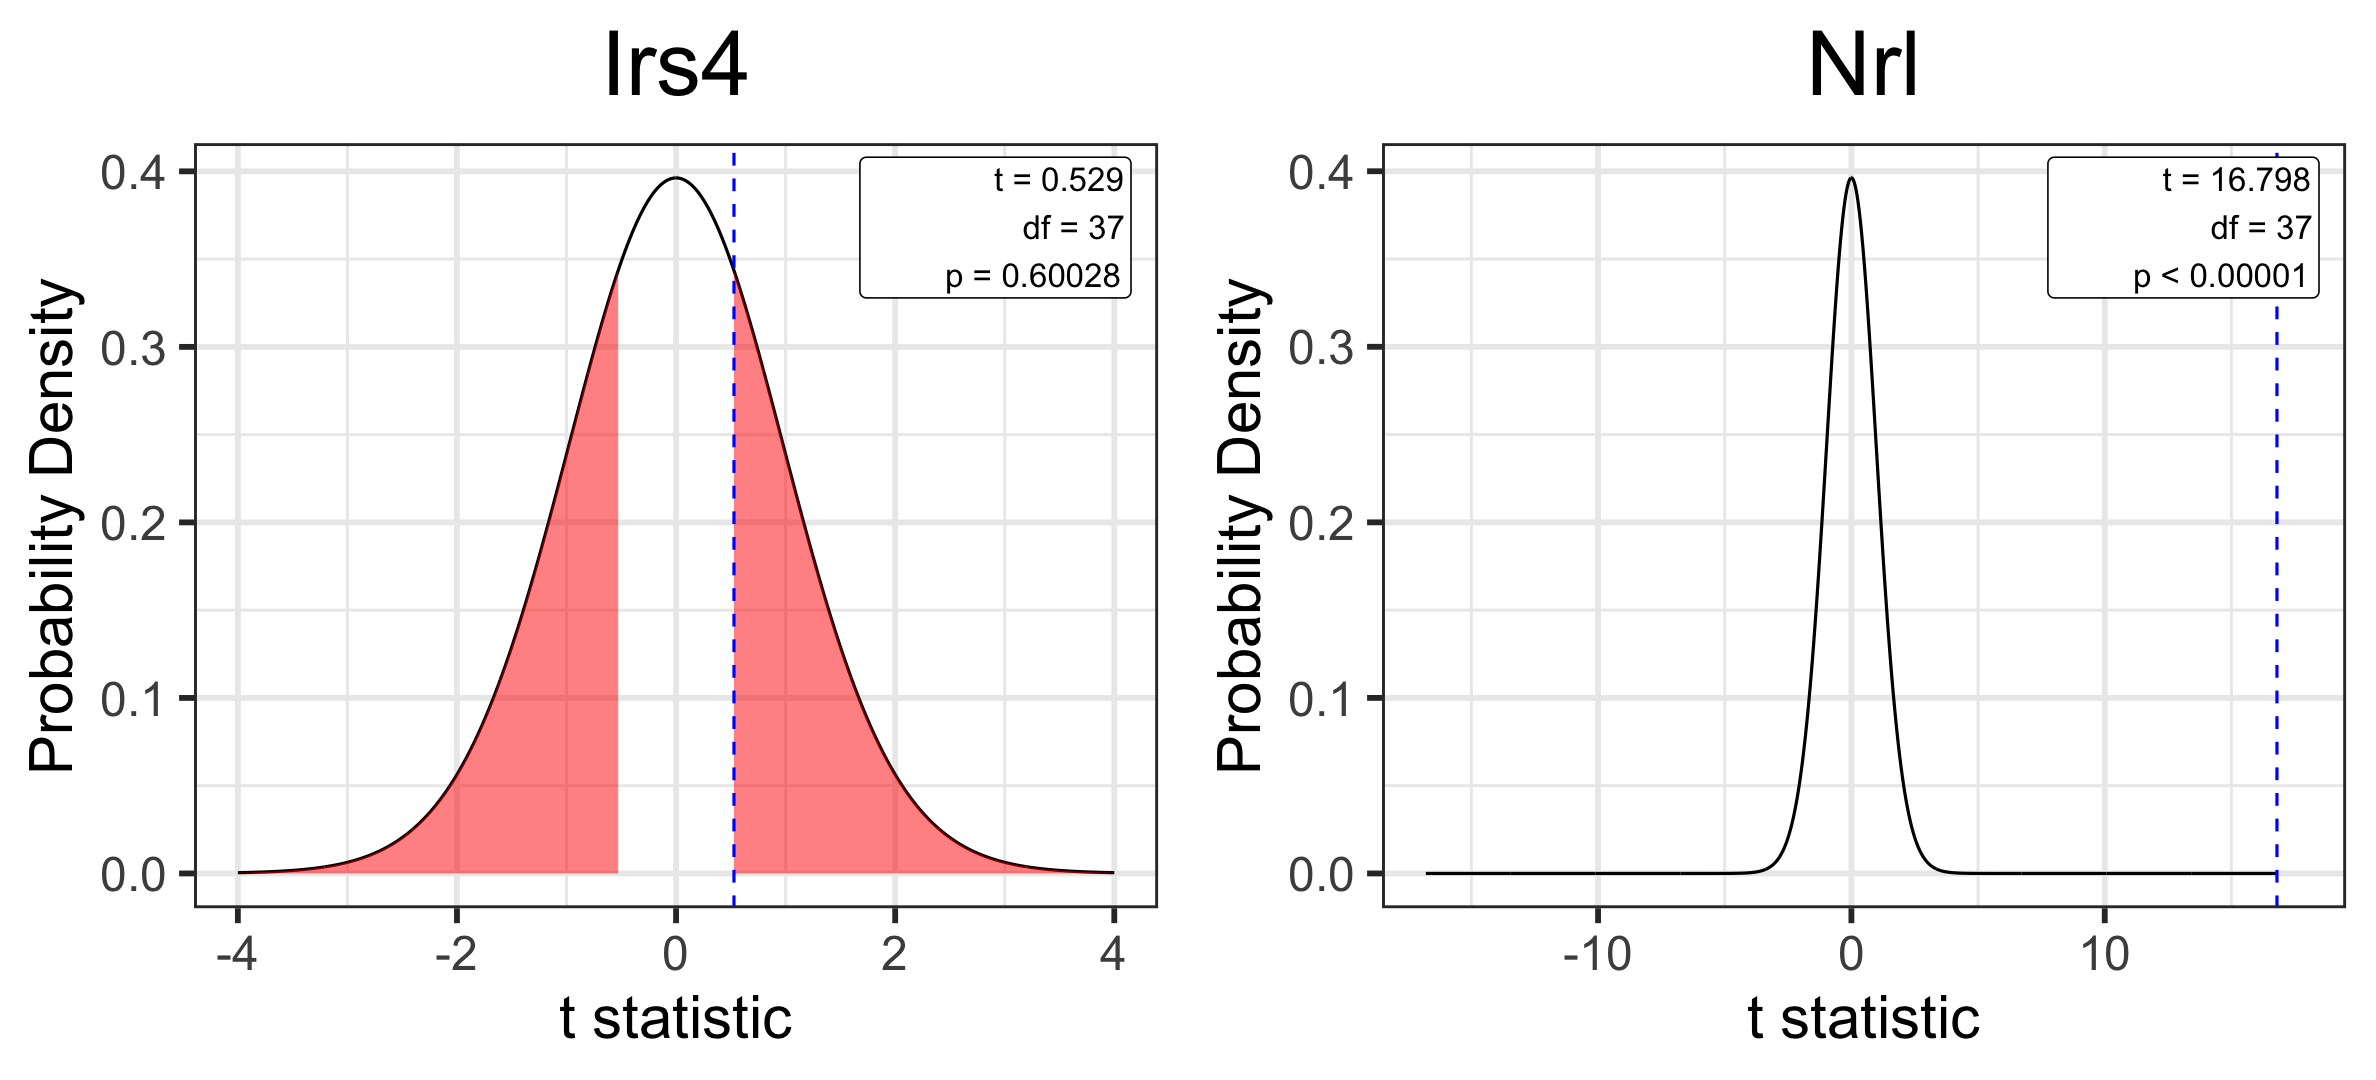 Irs4
t = 0.529
df = 37
p = 0.60028
0.4
0.3
0.2
0.1
0.0
Probability Density
-4 -2 0 2 4
t statistic
Nrl
t = 16.798
df = 37
p < 0.00001
0.4
0.3
0.2
0.1
0.0
Probability Density
-10 0 10
t statistic